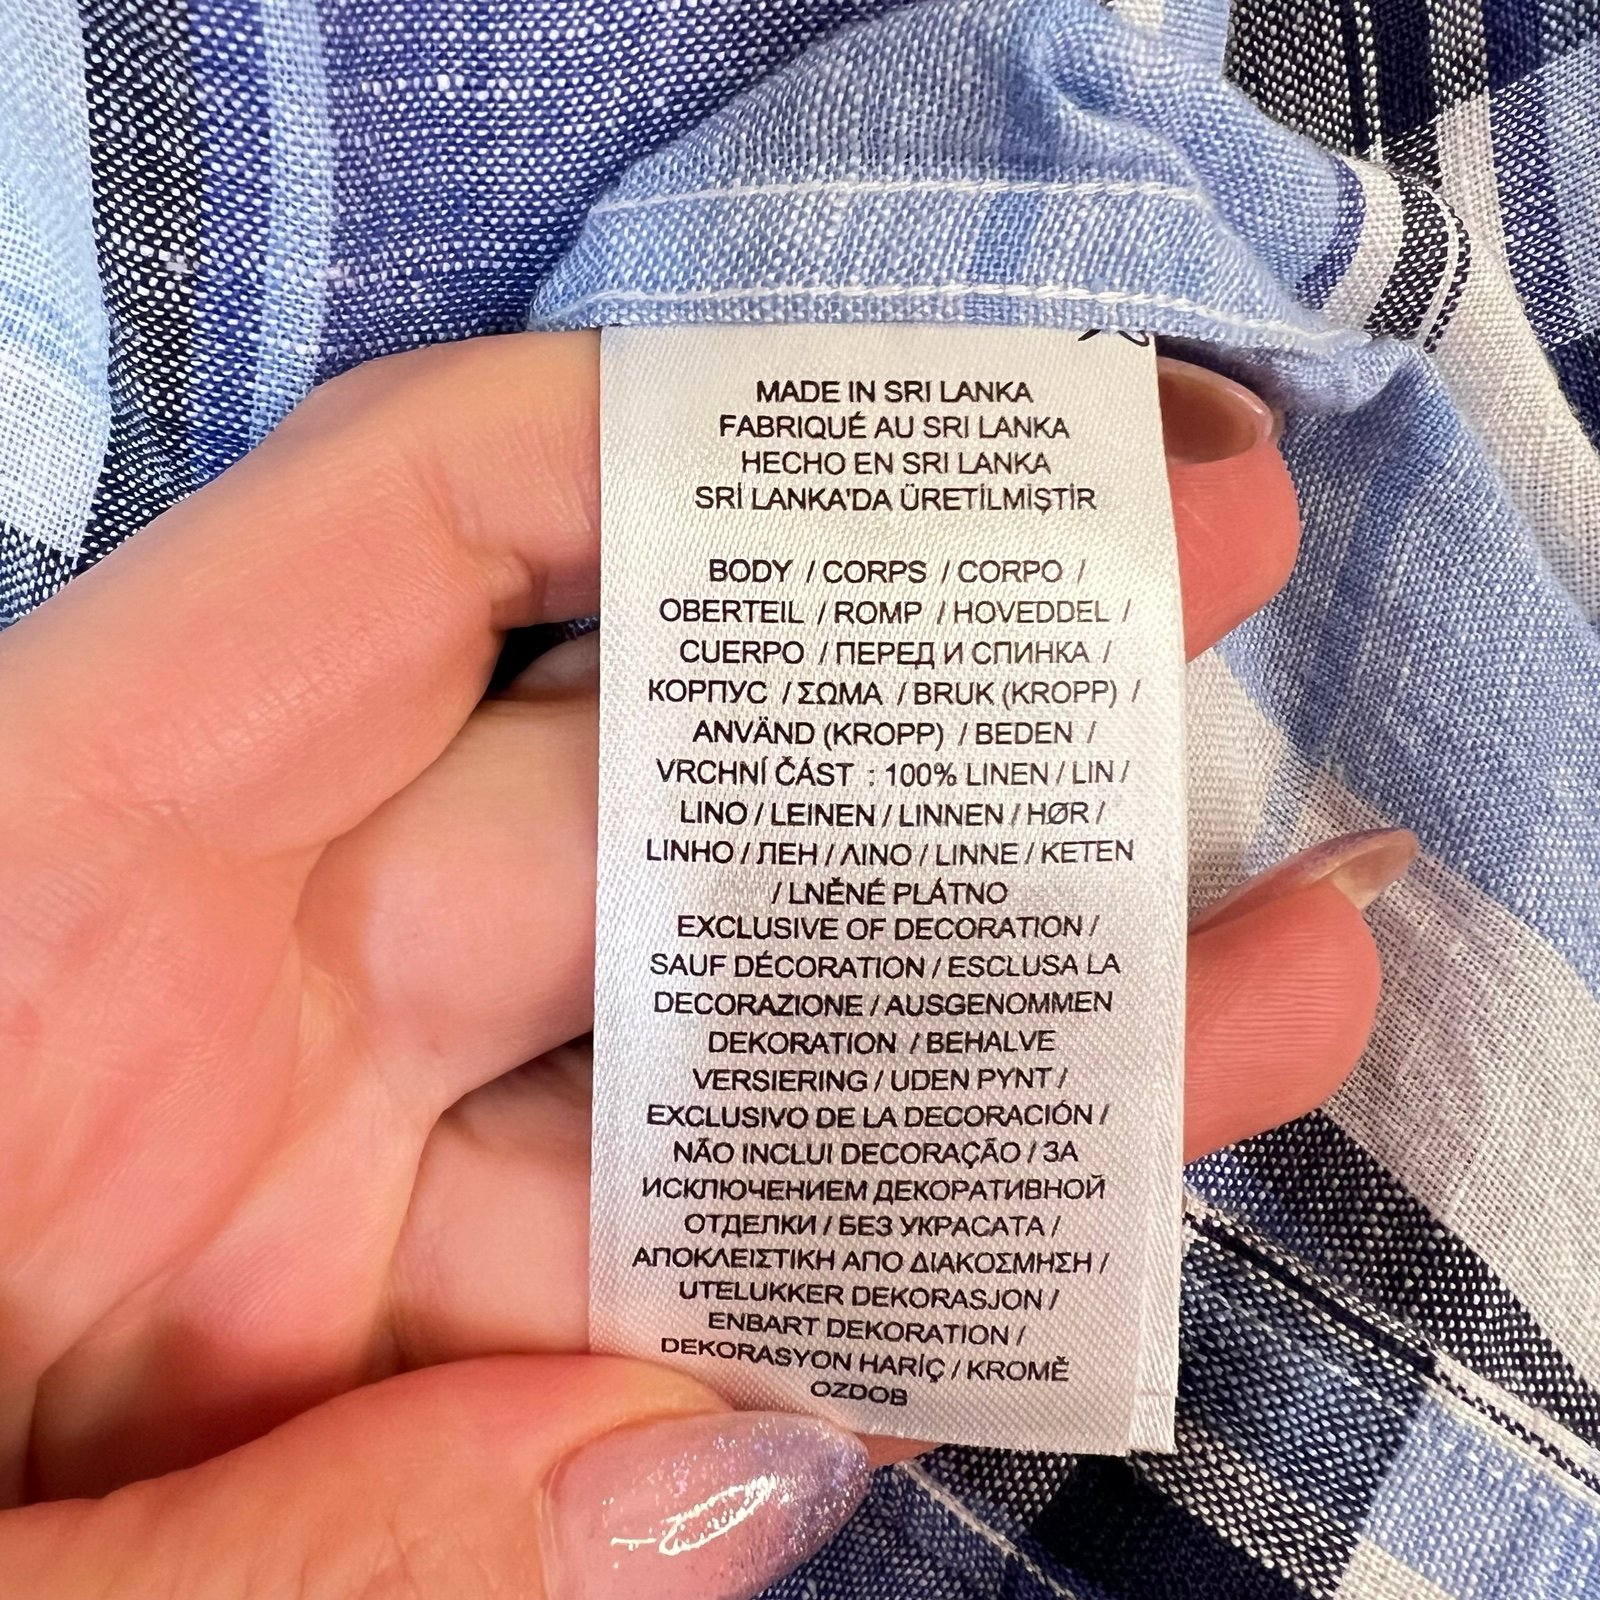 MADE IN SRI LANKA
FABRIQUÉ AU SRI LANKA
HECHO EN SRI LANKA
SRİ LANKA'DA ÜRETİLMİŞTİR
BODY / CORPS / CORPO /
OBERTEIL / ROMP / HOVEDDEL /
CUERPO / ПЕРЕД И СПИНКА /
КОРПУС / ΣΩΜΑ / BRUK (KROPP) /
ANVÄND (KROPP) / BEDEN /
VRCHNÍ ČÁST : 100% LINEN / LIN /
LINO / LEINEN / LINNEN / HØR /
LINHO / ЛЕН / ΛΙΝΟ / LINNE / KETEN
/ LNĚNÉ PLÁTNO
EXCLUSIVE OF DECORATION /
SAUF DÉCORATION / ESCLUSA LA
DECORAZIONE / AUSGENOMMEN
DEKORATION / BEHALVE
VERSIERING / UDEN PYNT /
EXCLUSIVO DE LA DECORACIÓN /
NÃO INCLUI DECORAÇÃO / ЗА
ИСКЛЮЧЕНИЕМ ДЕКОРАТИВНОЙ
ОТДЕЛКИ / БЕЗ УКРАСАТА /
ΑΠΟΚΛΕΙΣΤΙΚΗ ΑΠΟ ΔΙΑΚΟΣΜΗΣΗ /
UTELUKKER DEKORASJON /
ENBART DEKORATION /
DEKORASYON HARİÇ / KROMĚ
OZDOB